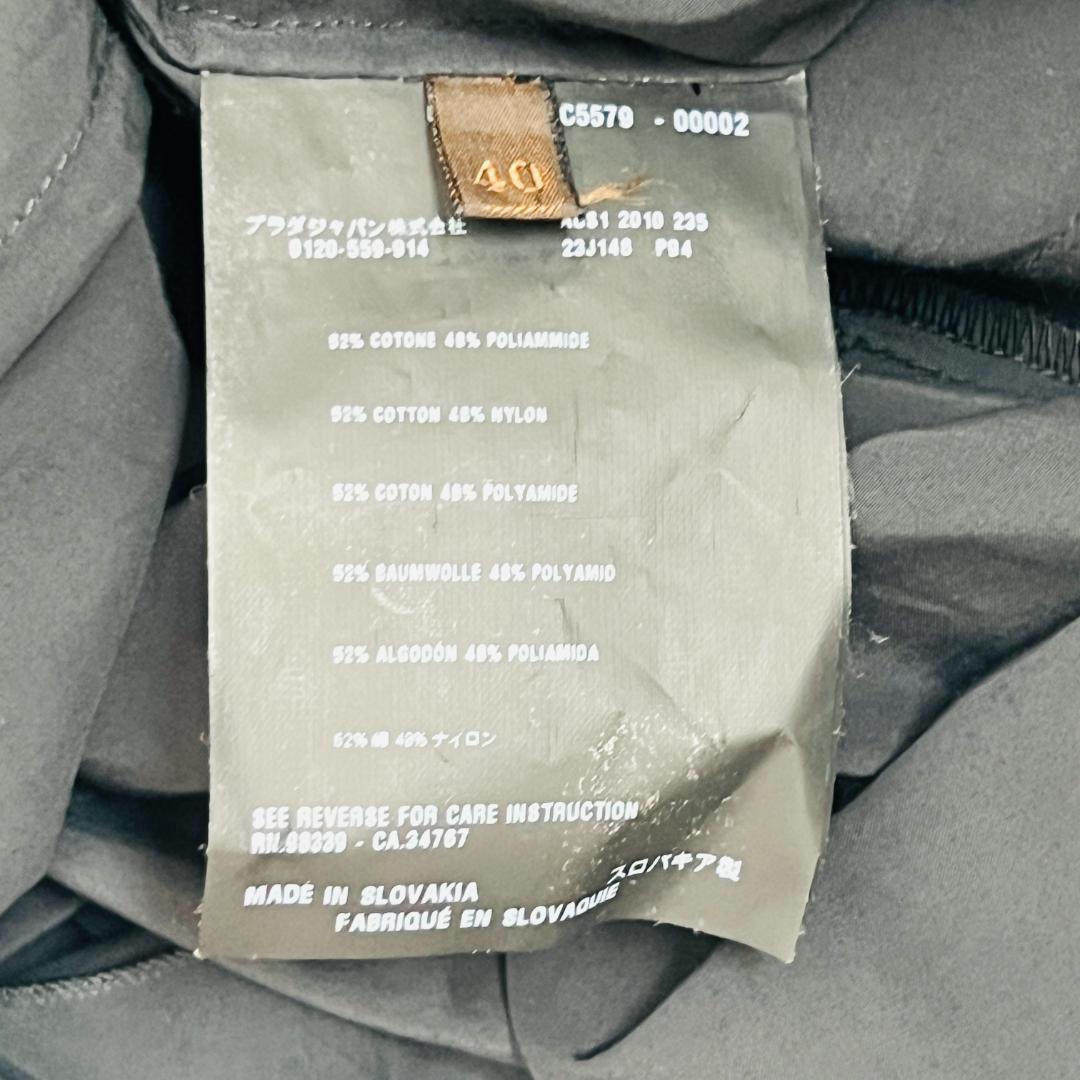 C5579 - 00002
40
プラダジャパン株式会社
0120-559-914
2010 235
23J148 P84
52% COTONE 48% POLIAMMIDE
52% COTTON 48% NYLON
52% COTON 48% POLYAMIDE
52% BAUMWOLLE 48% POLYAMID
52% ALGODÓN 48% POLIAMIDA
52% 綿 48% ナイロン
SEE REVERSE FOR CARE INSTRUCTION
CA.34767
スロバキア製
MADE IN SLOVAKIA
FABRIQUÉ EN SLOVAQUIE